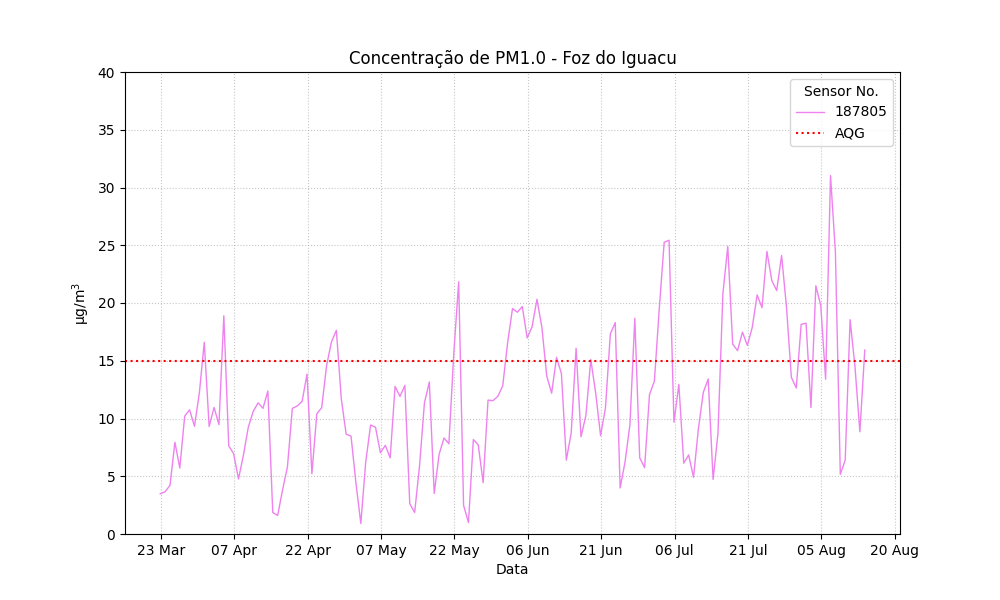 Concentração de PM1.0 - Foz do Iguacu
40
35
30
25
20
15
10
5
0
µg/m³
Sensor No.
187805
AQG
23 Mar 07 Apr 22 Apr 07 May 22 May 06 Jun 21 Jun 06 Jul 21 Jul 05 Aug 20 Aug
Data